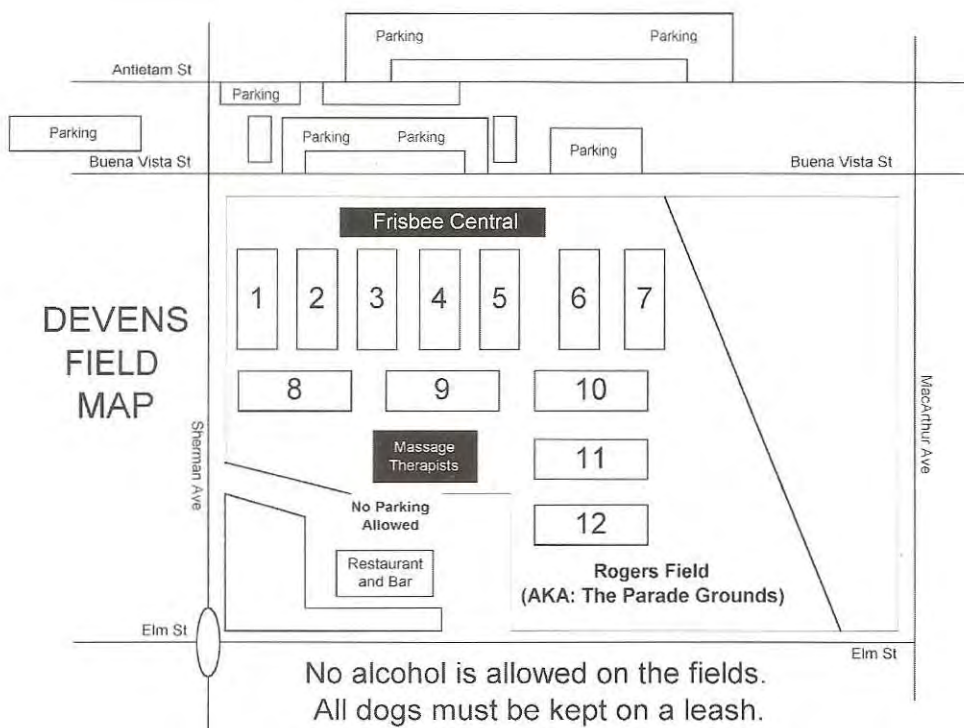 Parking Parking
Antietam St
Parking
Parking
Parking Parking
Parking
Buena Vista St
Buena Vista St
Frisbee Central
1 2 3 4 5 6 7
DEVENS
FIELD
MAP
8 9 10
MacArthur Ave
Sherman Ave
Massage
Therapists
11
No Parking
Allowed
12
Restaurant
and Bar
Rogers Field
(AKA: The Parade Grounds)
Elm St
Elm St
No alcohol is allowed on the fields.
All dogs must be kept on a leash.